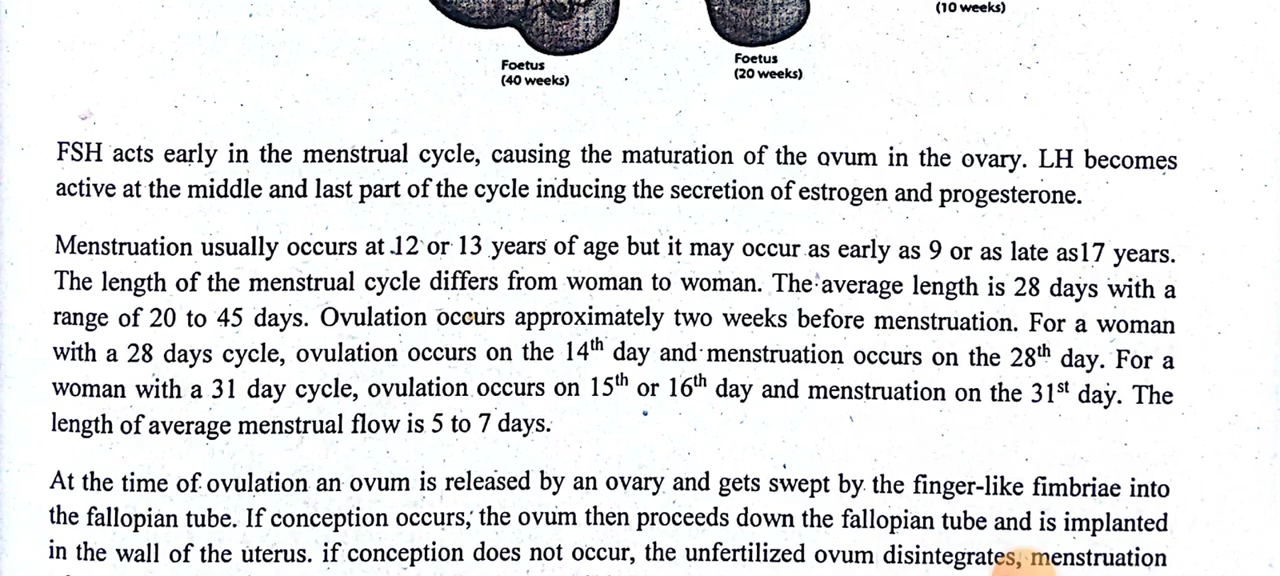 (10 weeks)
Foetus
(40 weeks)
Foetus
(20 weeks)
FSH acts early in the menstrual cycle, causing the maturation of the ovum in the ovary. LH becomes
active at the middle and last part of the cycle inducing the secretion of estrogen and progesterone.
Menstruation usually occurs at 12 or 13 years of age but it may occur as early as 9 or as late as17 years.
The length of the menstrual cycle differs from woman to woman. The average length is 28 days with a
range of 20 to 45 days. Ovulation occurs approximately two weeks before menstruation. For a woman
with a 28 days cycle, ovulation occurs on the 14th day and menstruation occurs on the 28th day. For a
woman with a 31 day cycle, ovulation occurs on 15th or 16th day and menstruation on the 31st day. The
length of average menstrual flow is 5 to 7 days.
At the time of ovulation an ovum is released by an ovary and gets swept by the finger-like fimbriae into
the fallopian tube. If conception occurs, the ovum then proceeds down the fallopian tube and is implanted
in the wall of the uterus. if conception does not occur, the unfertilized ovum disintegrates, menstruation